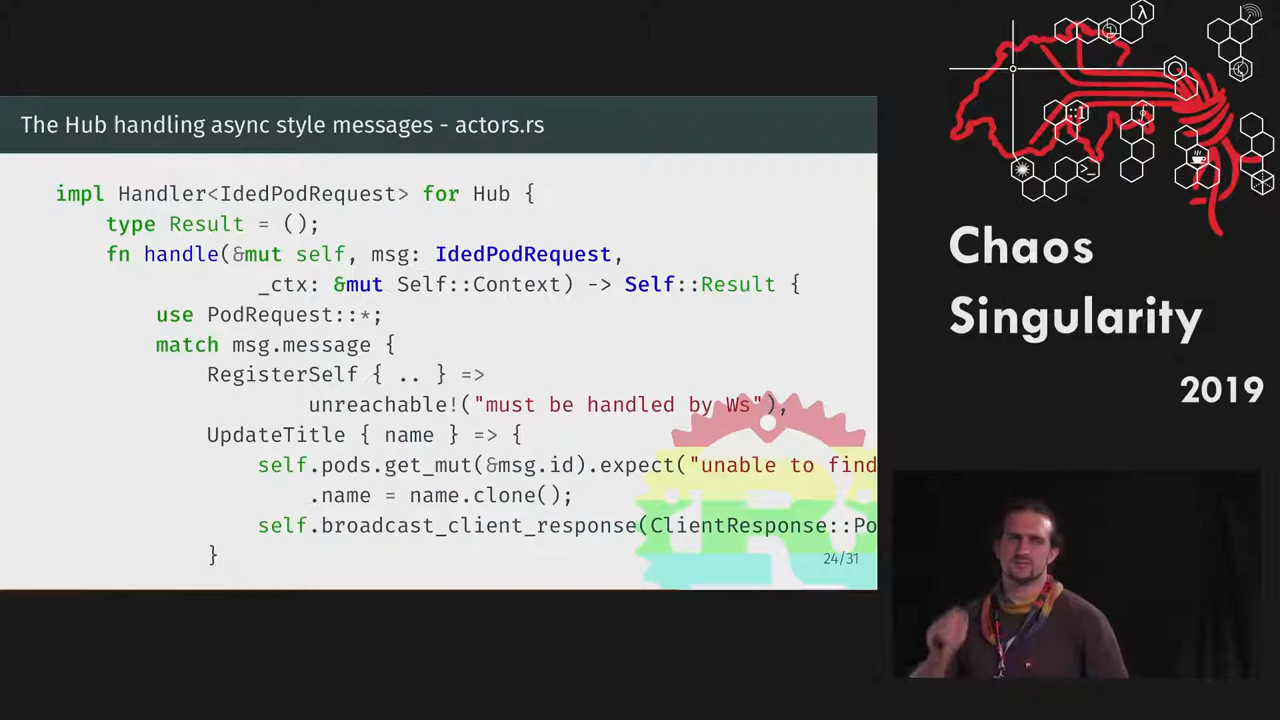 The Hub handling async style messages - actors.rs
impl Handler<IdedPodRequest> for Hub {
type Result = ();
fn handle(&mut self, msg: IdedPodRequest,
_ctx: &mut Self::Context) -> Self::Result {
use PodRequest::*;
match msg.message {
RegisterSelf { .. } =>
unreachable!("must be handled by Ws"),
UpdateTitle { name } => {
self.pods.get_mut(&msg.id).expect("unable to find
.name = name.clone();
self.broadcast_client_response(ClientResponse::Po
}
24/31
Chaos
Singularity
2019